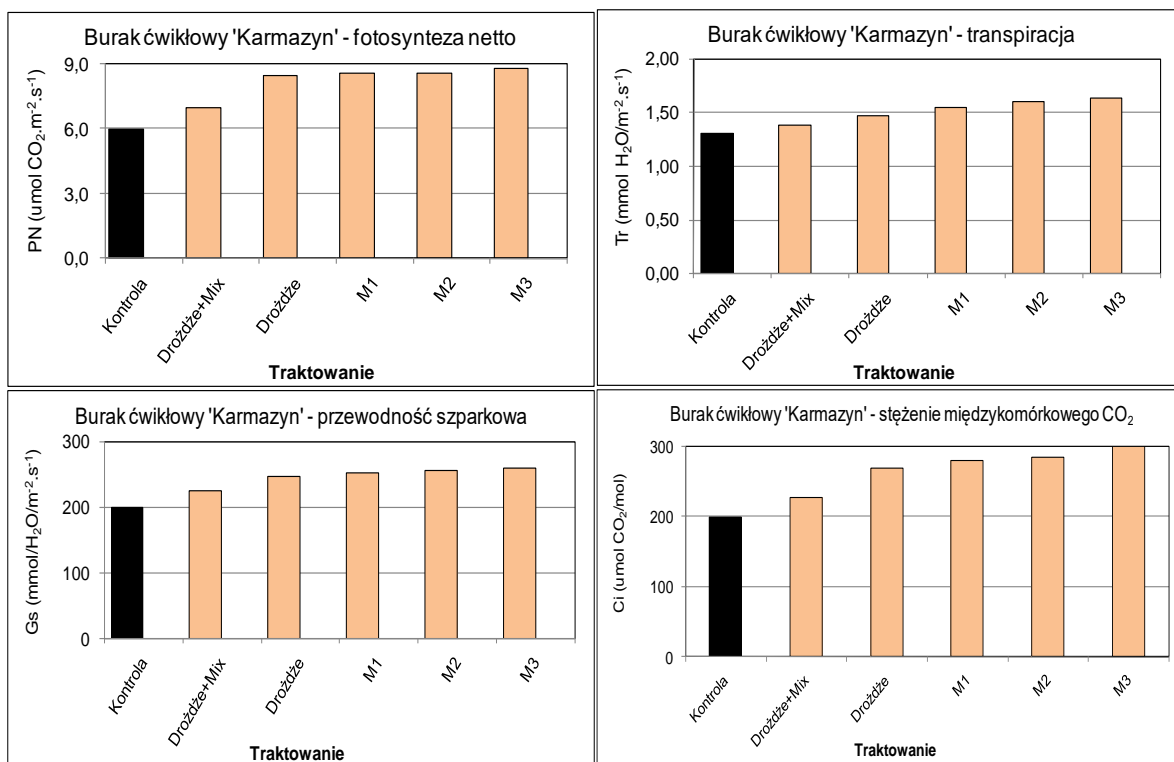 Burak ćwikłowy 'Karmazyn' - fotosynteza netto
9,0
6,0
3,0
0,0
PN (umol CO₂.m⁻².s⁻¹)
Kontrola
Drożdże+Mix
Drożdże
M1
M2
M3
Traktowanie
Burak ćwikłowy 'Karmazyn' - transpiracja
2,00
1,50
1,00
0,50
0,00
Tr (mmol H₂O/m⁻².s⁻¹)
Kontrola
Drożdże+Mix
Drożdże
M1
M2
M3
Traktowanie
Burak ćwikłowy 'Karmazyn' - przewodność szparkowa
300
200
100
0
Gs (mmol/H₂O/m⁻².s¹)
Kontrola
Drożdże+Mix
Drożdże
M1
M2
M3
Traktowanie
Burak ćwikłowy 'Karmazyn' - stężenie międzykomórkowego CO₂
300
200
100
0
Ci (umol CO₂/mol)
Kontrola
Drożdże+Mix
Drożdże
M1
M2
M3
Traktowanie